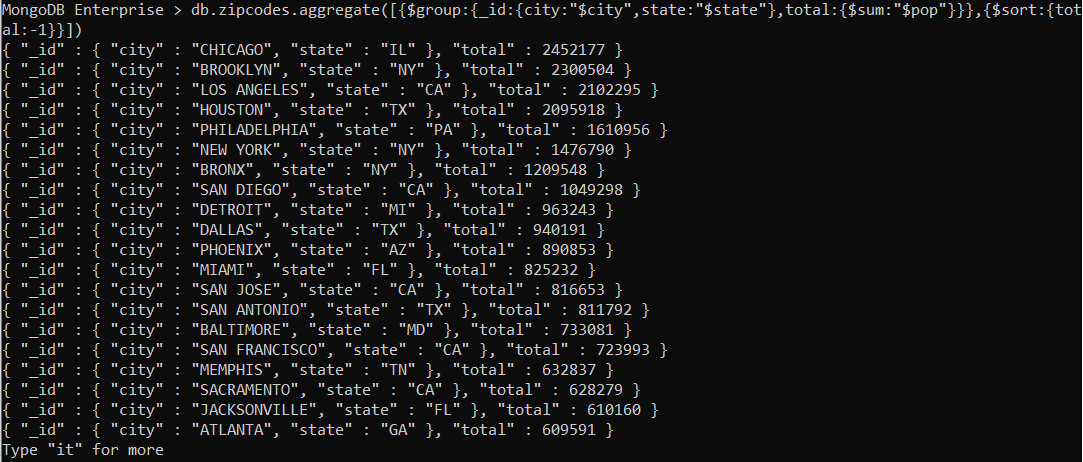 MongoDB Enterprise > db.zipcodes.aggregate([{$group:{_id:{city:"$city",state:"$state"},total:{$sum:"$pop"}}},{$sort:{tot
al:-1}}])
{ "_id" : { "city" : "CHICAGO", "state" : "IL" }, "total" : 2452177 }
{ "_id" : { "city" : "BROOKLYN", "state" : "NY" }, "total" : 2300504 }
{ "_id" : { "city" : "LOS ANGELES", "state" : "CA" }, "total" : 2102295 }
{ "_id" : { "city" : "HOUSTON", "state" : "TX" }, "total" : 2095918 }
{ "_id" : { "city" : "PHILADELPHIA", "state" : "PA" }, "total" : 1610956 }
{ "_id" : { "city" : "NEW YORK", "state" : "NY" }, "total" : 1476790 }
{ "_id" : { "city" : "BRONX", "state" : "NY" }, "total" : 1209548 }
{ "_id" : { "city" : "SAN DIEGO", "state" : "CA" }, "total" : 1049298 }
{ "_id" : { "city" : "DETROIT", "state" : "MI" }, "total" : 963243 }
{ "_id" : { "city" : "DALLAS", "state" : "TX" }, "total" : 940191 }
{ "_id" : { "city" : "PHOENIX", "state" : "AZ" }, "total" : 890853 }
{ "_id" : { "city" : "MIAMI", "state" : "FL" }, "total" : 825232 }
{ "_id" : { "city" : "SAN JOSE", "state" : "CA" }, "total" : 816653 }
{ "_id" : { "city" : "SAN ANTONIO", "state" : "TX" }, "total" : 811792 }
{ "_id" : { "city" : "BALTIMORE", "state" : "MD" }, "total" : 733081 }
{ "_id" : { "city" : "SAN FRANCISCO", "state" : "CA" }, "total" : 723993 }
{ "_id" : { "city" : "MEMPHIS", "state" : "TN" }, "total" : 632837 }
{ "_id" : { "city" : "SACRAMENTO", "state" : "CA" }, "total" : 628279 }
{ "_id" : { "city" : "JACKSONVILLE", "state" : "FL" }, "total" : 610160 }
{ "_id" : { "city" : "ATLANTA", "state" : "GA" }, "total" : 609591 }
Type "it" for more